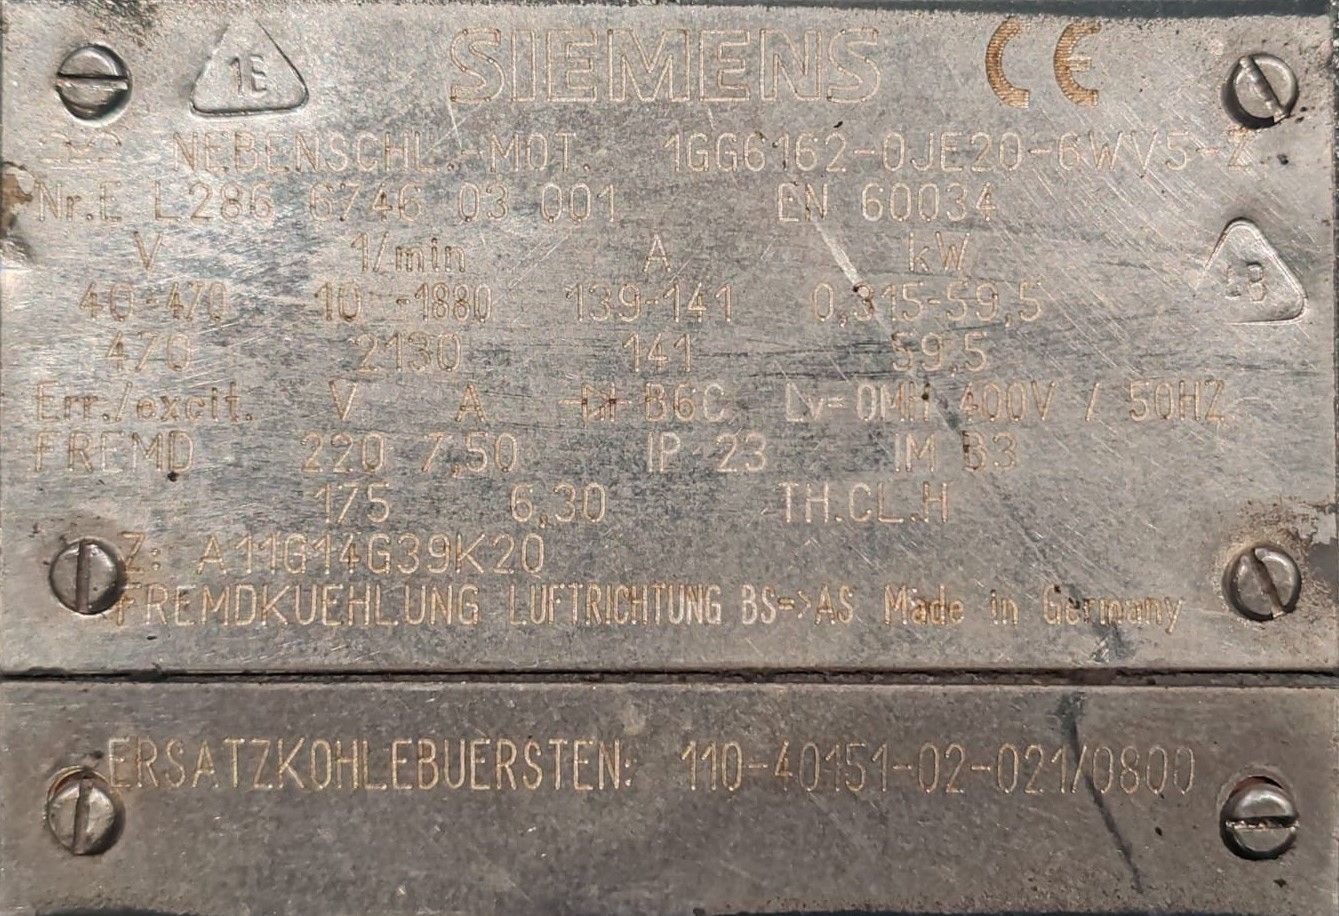 1E SIEMENS CE
NEBENSCHL.-MOT. 1GG6162-0JE20-6WV5-Z
Nr.E L286 6746 03 001 EN 60034
V 1/min A kW
40-470 10 -1880 139-141 0,315-59,5
470 2130 141 59,5
Err./excit. V A B6C Lv=0MH 400V / 50HZ
FREMD 220 7,50 IP 23 IM B3
175 6,30 TH.CL.H
Z: A11G14G39K20
FREMDKUEHLUNG LUFTRICHTUNG BS=>AS Made in Germany
ERSATZKOHLEBUERSTEN: 110-40151-02-021/0800